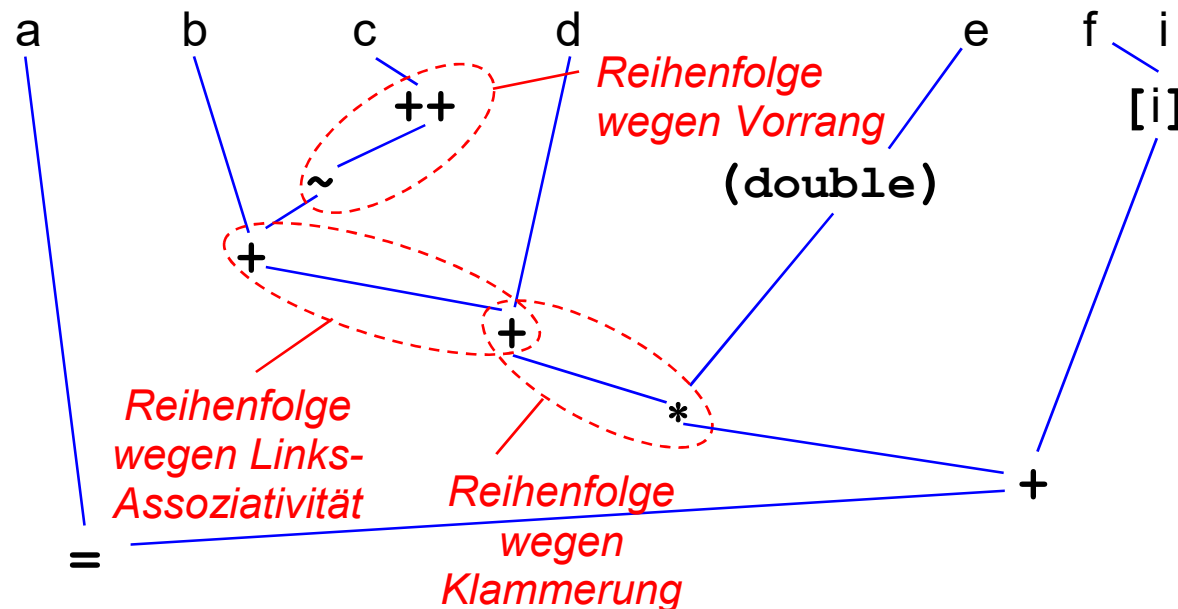 a b c d e f i
++
Reihenfolge
wegen Vorrang
[i]
~
(double)
+
+
*
Reihenfolge
wegen Links-
Assoziativität
Reihenfolge
wegen
Klammerung
+
=